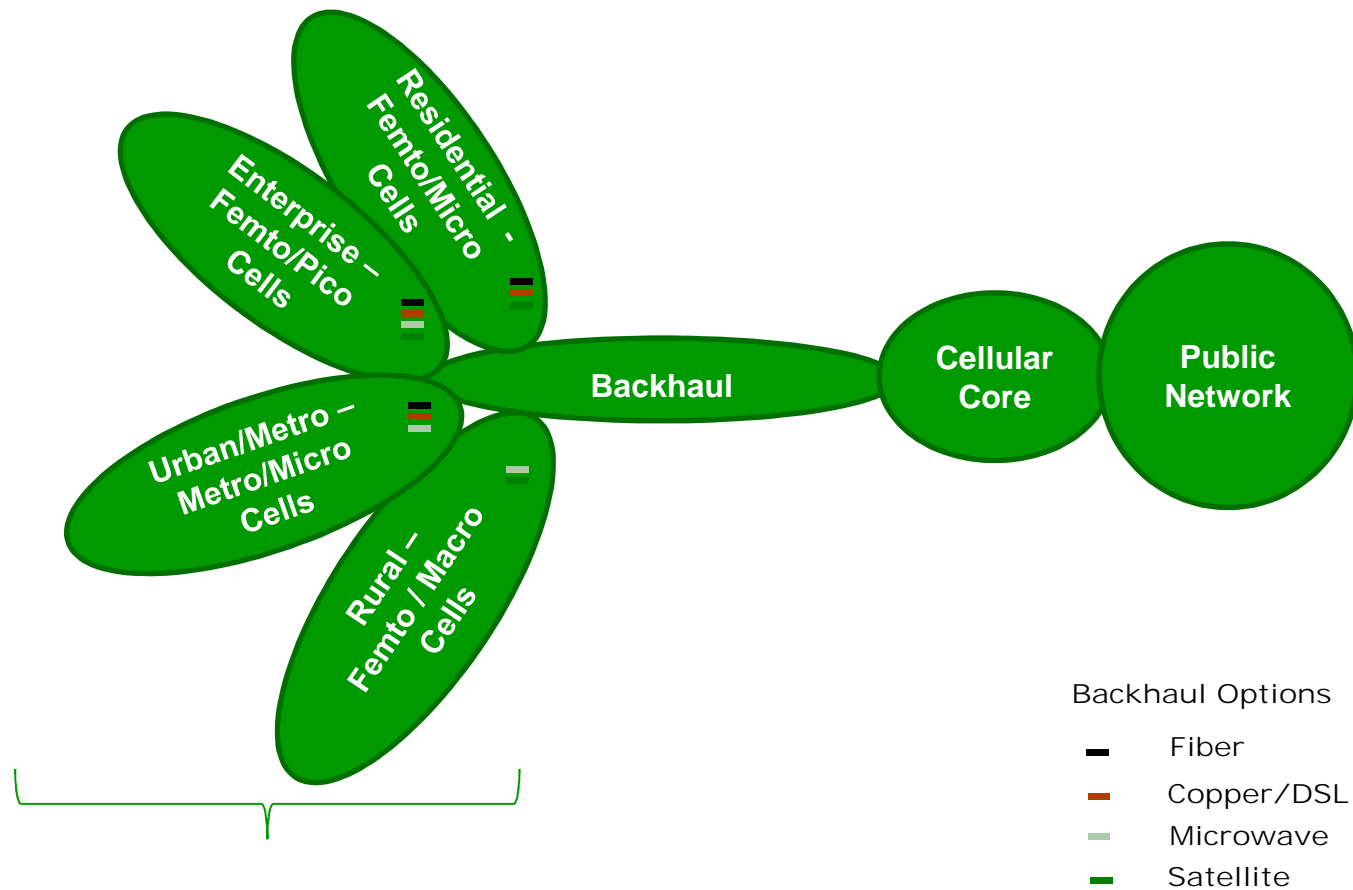 Residential -
Femto/Micro
Cells
Enterprise –
Femto/Pico
Cells
Urban/Metro –
Metro/Micro
Cells
Rural –
Femto / Macro
Cells
Backhaul
Cellular
Core
Public
Network
Backhaul Options
Fiber
Copper/DSL
Microwave
Satellite